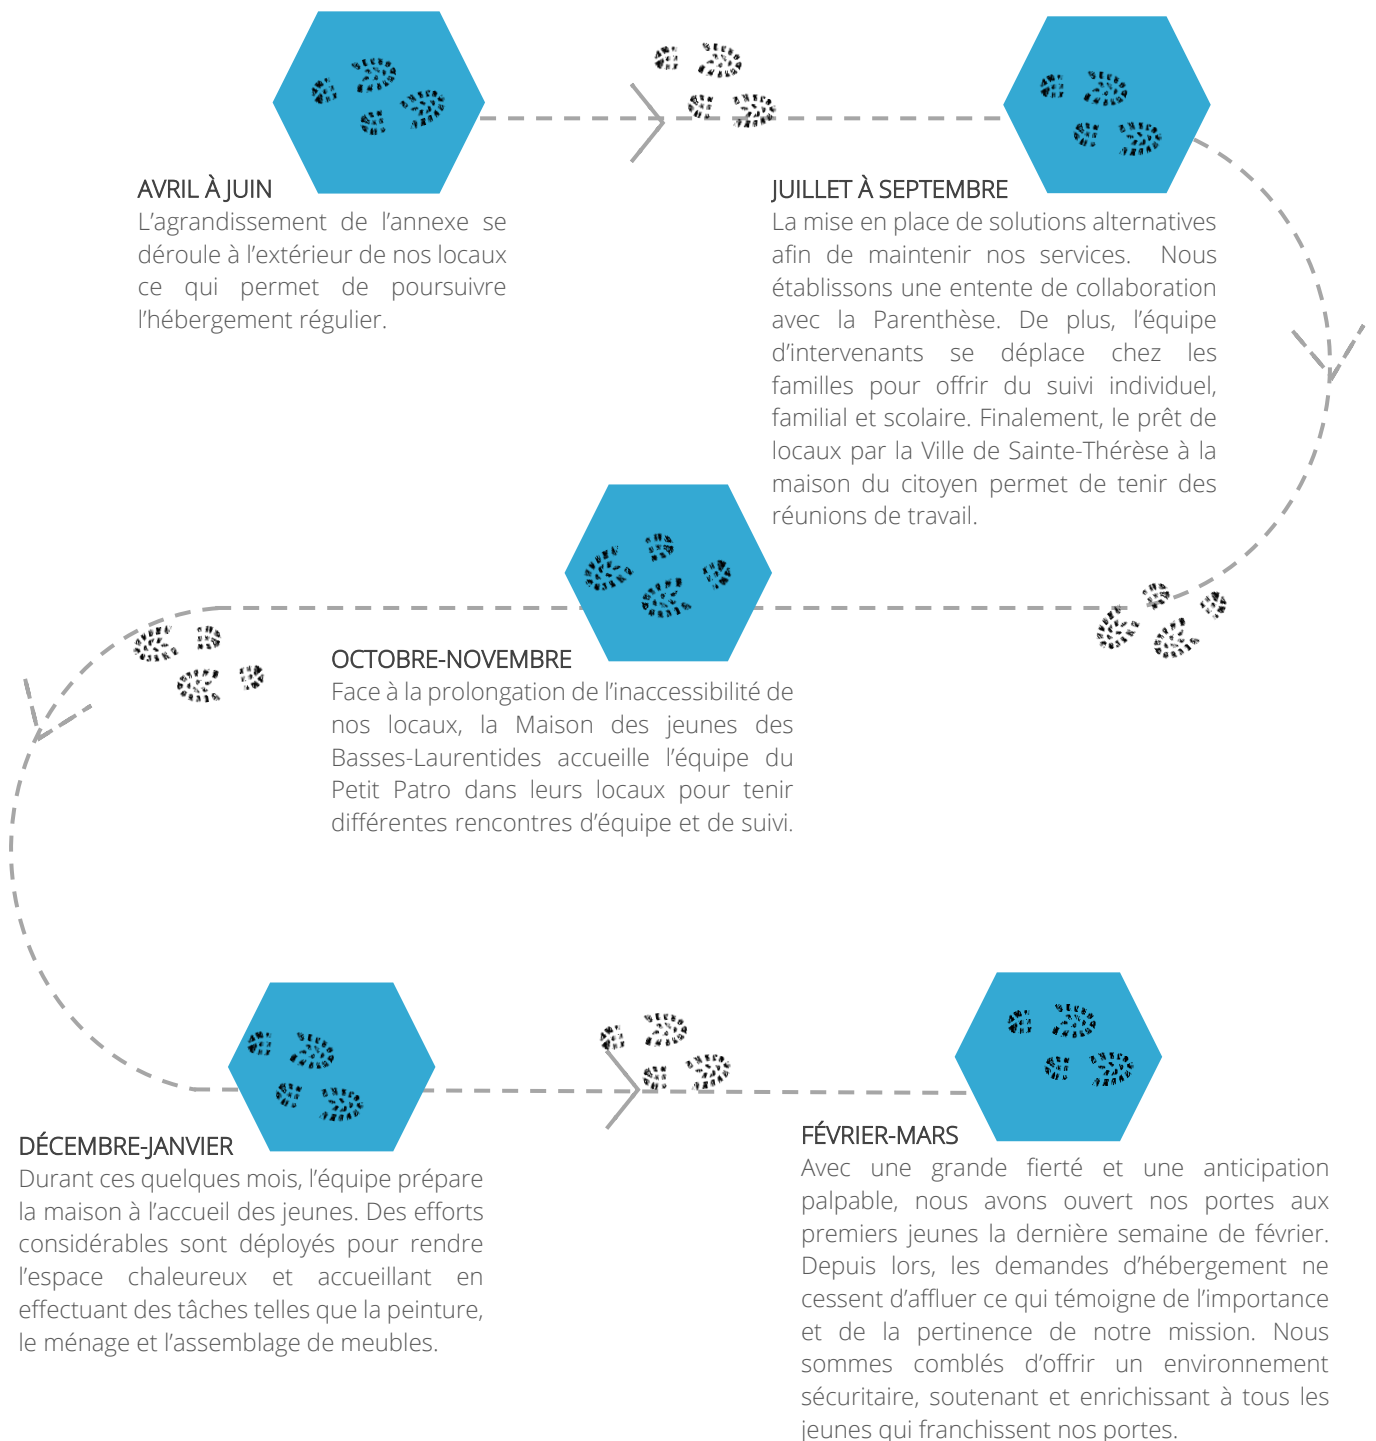 AVRIL À JUIN
L’agrandissement de l’annexe se
déroule à l’extérieur de nos locaux
ce qui permet de poursuivre
l’hébergement régulier.
JUILLET À SEPTEMBRE
La mise en place de solutions alternatives
afin de maintenir nos services. Nous
établissons une entente de collaboration
avec la Parenthèse. De plus, l’équipe
d’intervenants se déplace chez les
familles pour offrir du suivi individuel,
familial et scolaire. Finalement, le prêt de
locaux par la Ville de Sainte-Thérèse à la
maison du citoyen permet de tenir des
réunions de travail.
OCTOBRE-NOVEMBRE
Face à la prolongation de l’inaccessibilité de
nos locaux, la Maison des jeunes des
Basses-Laurentides accueille l’équipe du
Petit Patro dans leurs locaux pour tenir
différentes rencontres d’équipe et de suivi.
DÉCEMBRE-JANVIER
Durant ces quelques mois, l’équipe prépare
la maison à l’accueil des jeunes. Des efforts
considérables sont déployés pour rendre
l’espace chaleureux et accueillant en
effectuant des tâches telles que la peinture,
le ménage et l’assemblage de meubles.
FÉVRIER-MARS
Avec une grande fierté et une anticipation
palpable, nous avons ouvert nos portes aux
premiers jeunes la dernière semaine de février.
Depuis lors, les demandes d’hébergement ne
cessent d’affluer ce qui témoigne de l’importance
et de la pertinence de notre mission. Nous
sommes comblés d’offrir un environnement
sécuritaire, soutenant et enrichissant à tous les
jeunes qui franchissent nos portes.